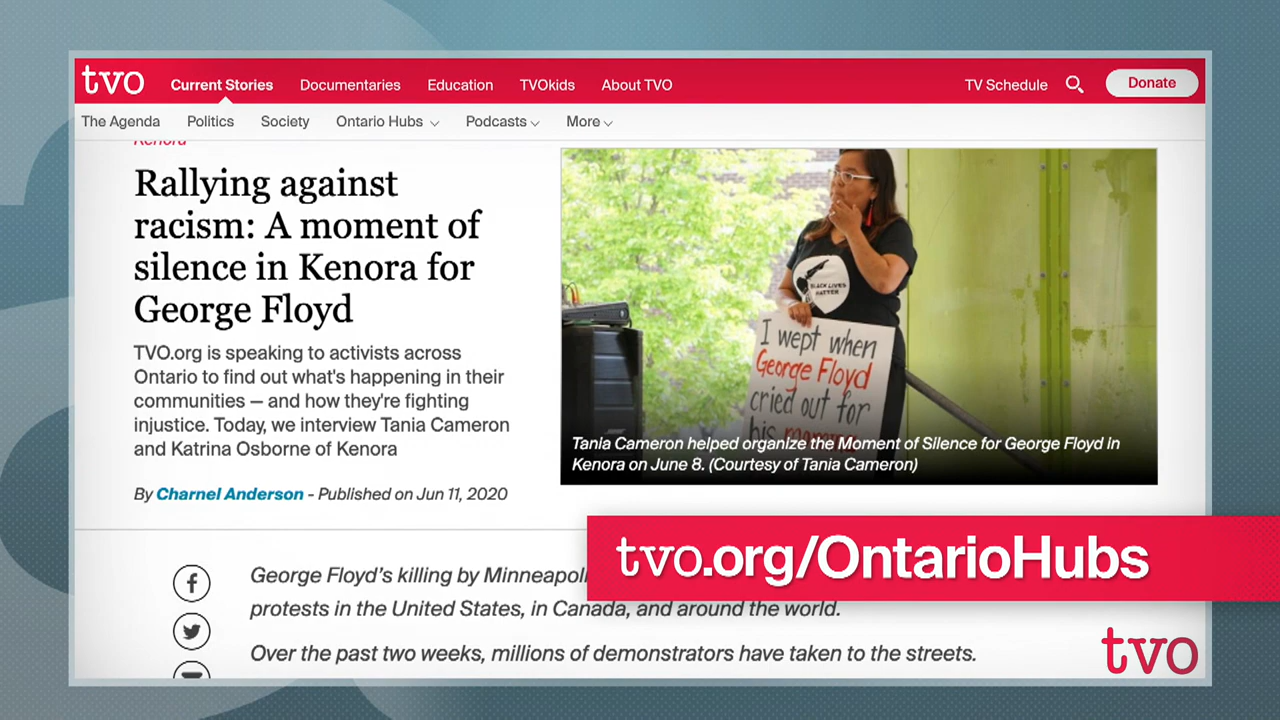 tvo
Current Stories Documentaries Education TVOkids About TVO TV Schedule Donate
The Agenda Politics Society Ontario Hubs Podcasts More
Kenora
Rallying against
racism: A moment of
silence in Kenora for
George Floyd
TVO.org is speaking to activists across
Ontario to find out what's happening in their
communities — and how they're fighting
injustice. Today, we interview Tania Cameron
and Katrina Osborne of Kenora
By Charnel Anderson - Published on Jun 11, 2020
BLACK LIVES
MATTER
I wept when
George Floyd
cried out for
his
Tania Cameron helped organize the Moment of Silence for George Floyd in
Kenora on June 8. (Courtesy of Tania Cameron)
tvo.org/OntarioHubs
George Floyd's killing by
protests in the United States, in Canada, and around the world.
Over the past two weeks, millions of demonstrators have taken to the streets.
tvo